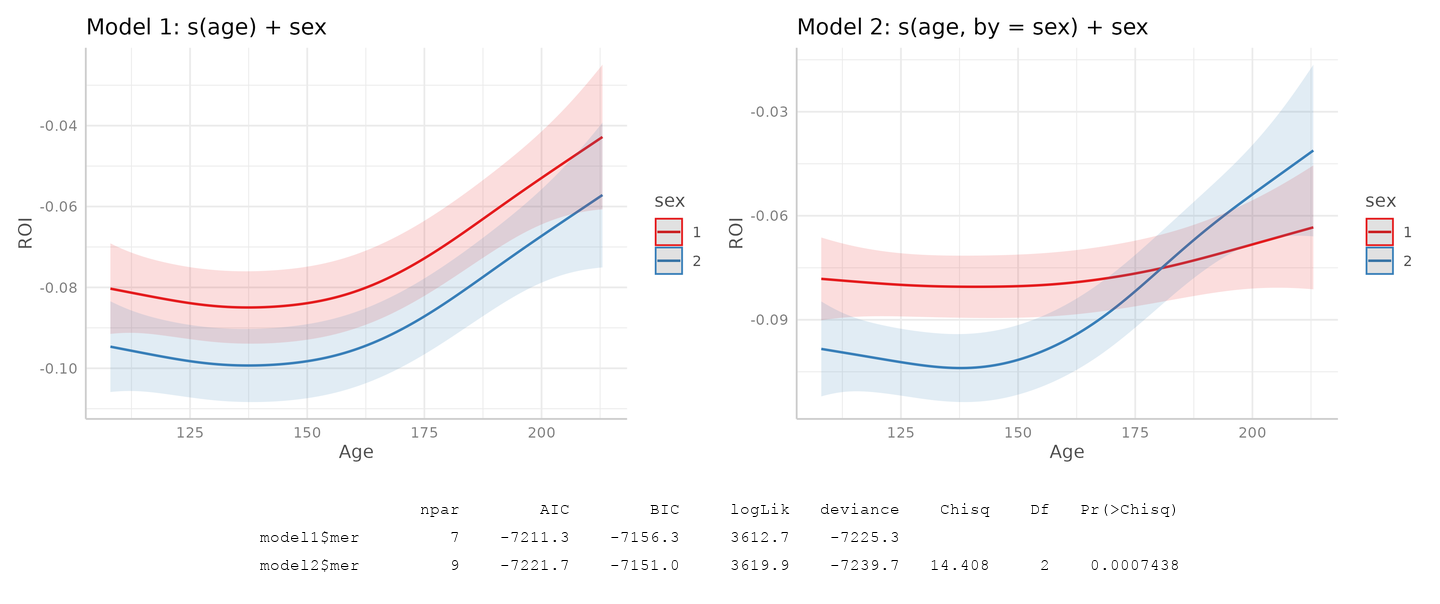 Model 1: s(age) + sex
-0.04
-0.06
-0.08
-0.10
ROI
125 150 175 200
Age
sex
1
2
Model 2: s(age, by = sex) + sex
-0.03
-0.06
-0.09
ROI
125 150 175 200
Age
sex
1
2
npar AIC BIC logLik deviance Chisq Df Pr(>Chisq)
model1$mer 7 -7211.3 -7156.3 3612.7 -7225.3
model2$mer 9 -7221.7 -7151.0 3619.9 -7239.7 14.408 2 0.0007438